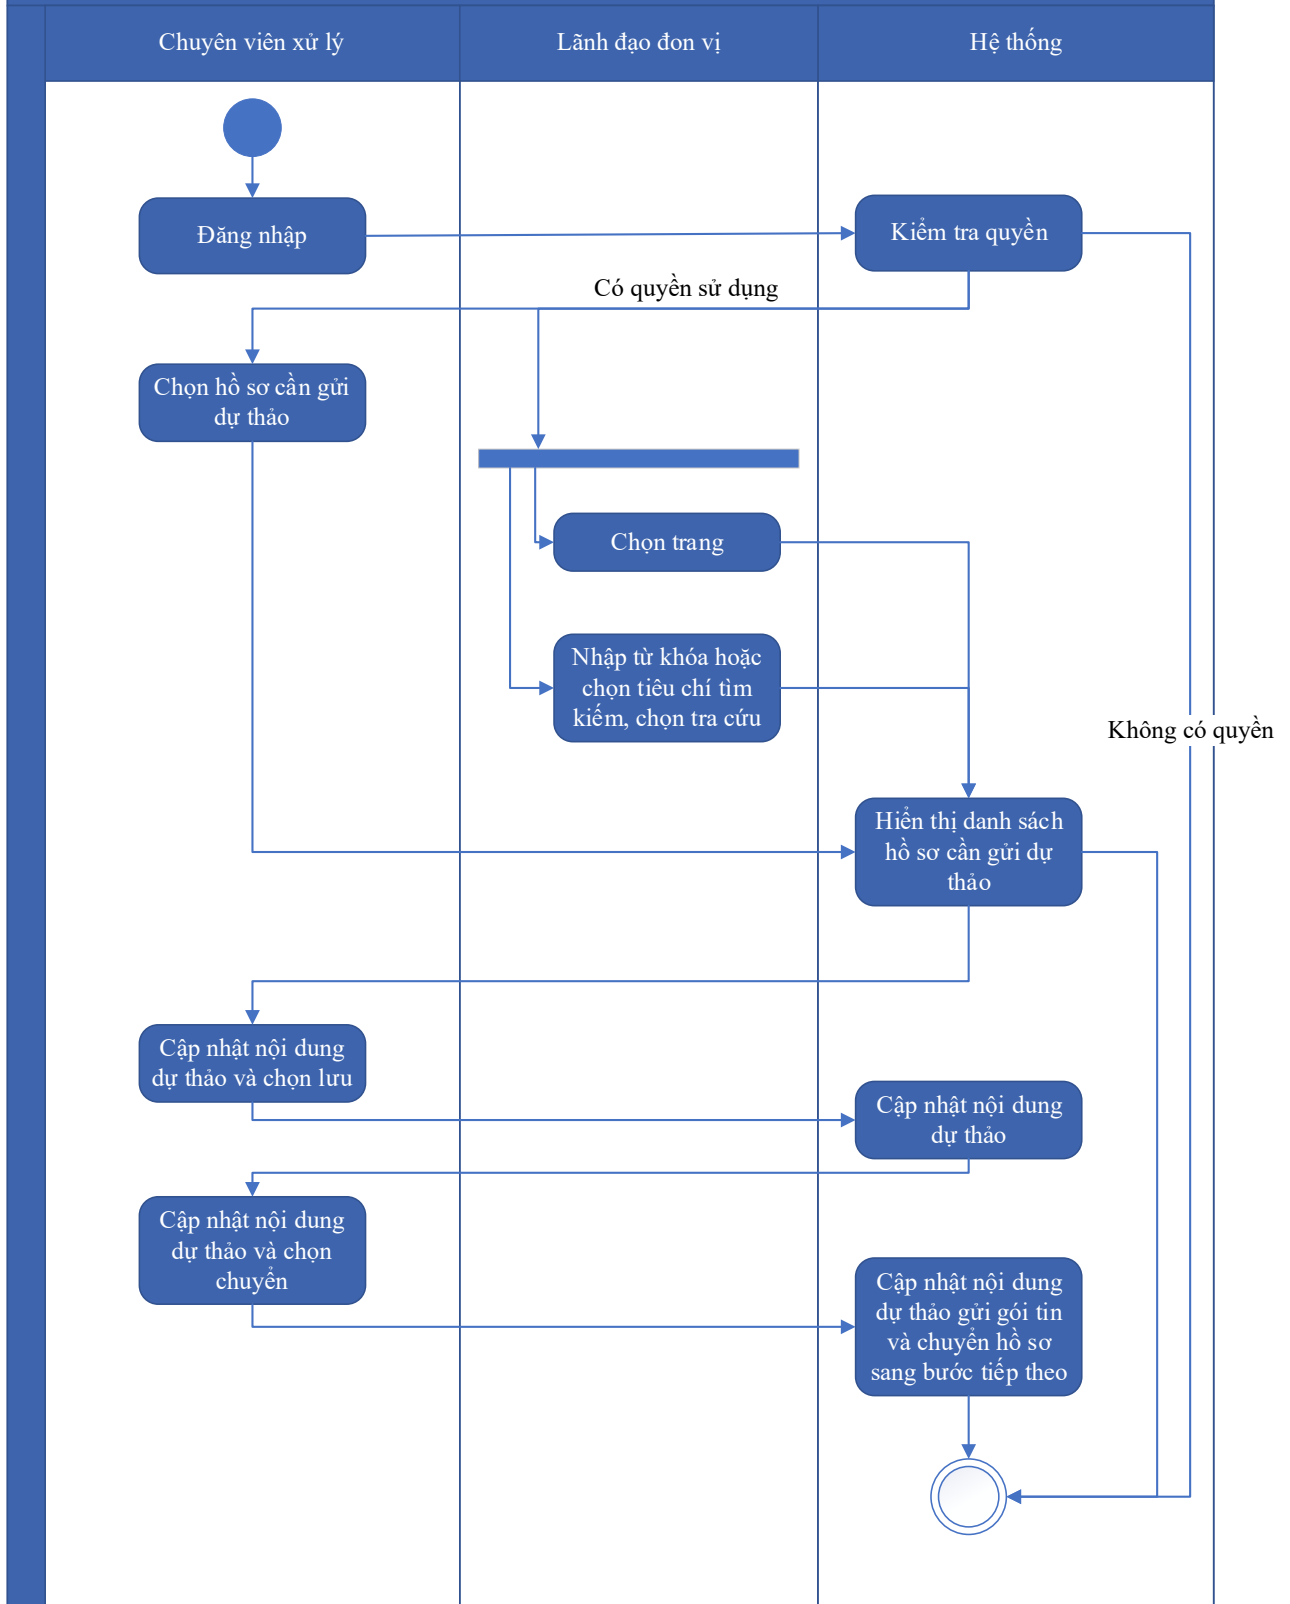 Chuyên viên xử lý
Lãnh đạo đơn vị
Hệ thống
Đăng nhập
Kiểm tra quyền
Có quyền sử dụng
Chọn hồ sơ cần gửi
dự thảo
Chọn trang
Nhập từ khóa hoặc
chọn tiêu chí tìm
kiếm, chọn tra cứu
Không có quyền
Hiển thị danh sách
hồ sơ cần gửi dự
thảo
Cập nhật nội dung
dự thảo và chọn lưu
Cập nhật nội dung
dự thảo
Cập nhật nội dung
dự thảo và chọn
chuyển
Cập nhật nội dung
dự thảo gửi gói tin
và chuyển hồ sơ
sang bước tiếp theo